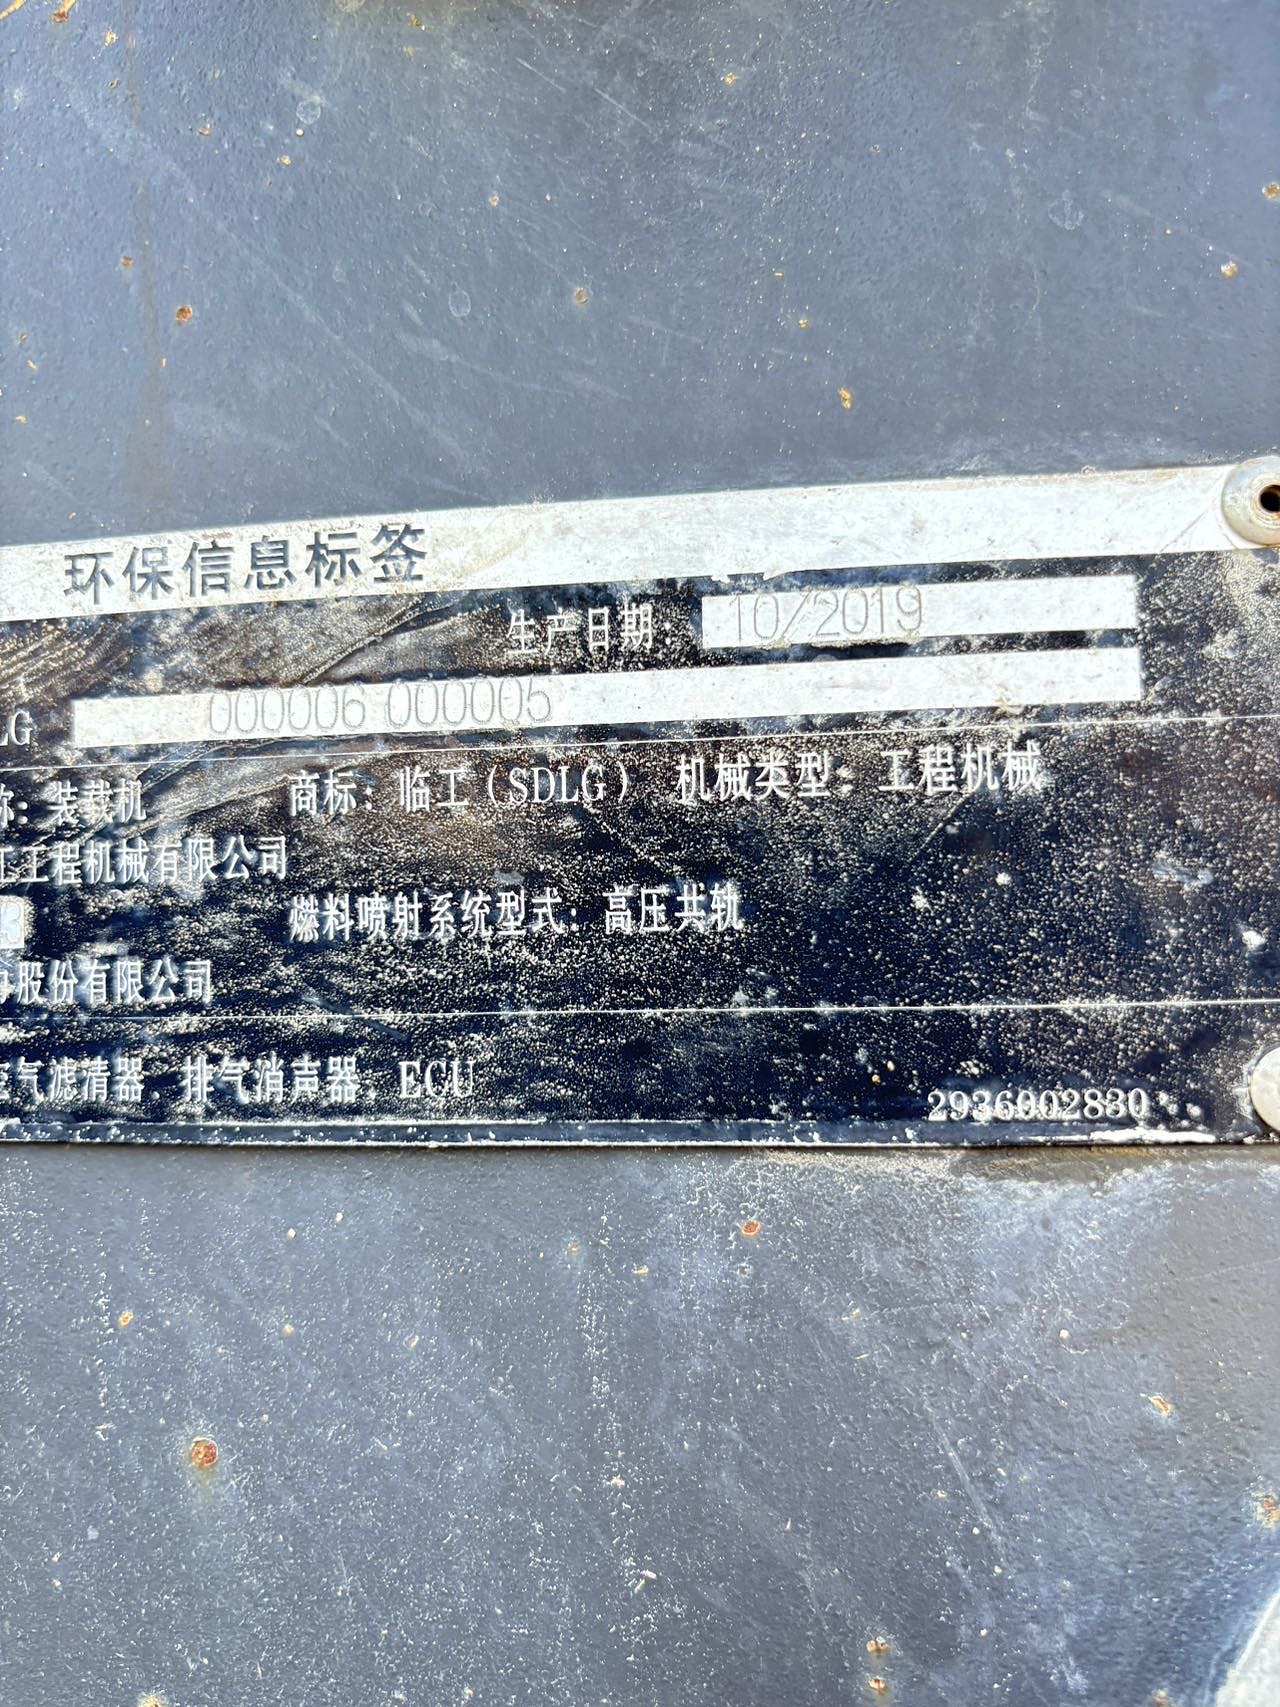 环保信息标签
生产日期: 10/2019
LG 000006 000005
称: 装载机 商标: 临工(SDLG) 机械类型: 工程机械
工工程机械有限公司
燃料喷射系统型式: 高压共轨
股份有限公司
空气滤清器, 排气消声器, ECU
2936002830